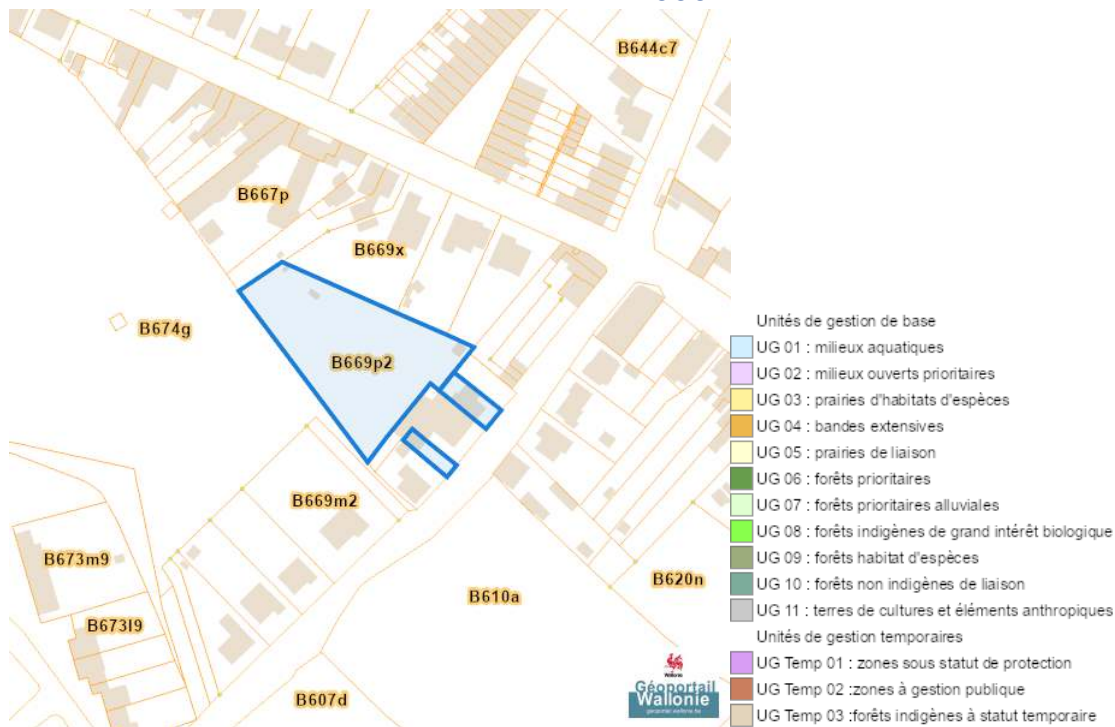 B644c7
B667p
B669x
B674g
B669p2
B669m2
B673m9
B620n
B610a
B673l9
B607d
Wallonie
Géoportail
Wallonie
geoportail.wallonie.be
Unités de gestion de base
UG 01 : milieux aquatiques
UG 02 : milieux ouverts prioritaires
UG 03 : prairies d'habitats d'espèces
UG 04 : bandes extensives
UG 05 : prairies de liaison
UG 06 : forêts prioritaires
UG 07 : forêts prioritaires alluviales
UG 08 : forêts indigènes de grand intérêt biologique
UG 09 : forêts habitat d'espèces
UG 10 : forêts non indigènes de liaison
UG 11 : terres de cultures et éléments anthropiques
Unités de gestion temporaires
UG Temp 01 : zones sous statut de protection
UG Temp 02 :zones à gestion publique
UG Temp 03 :forêts indigènes à statut temporaire